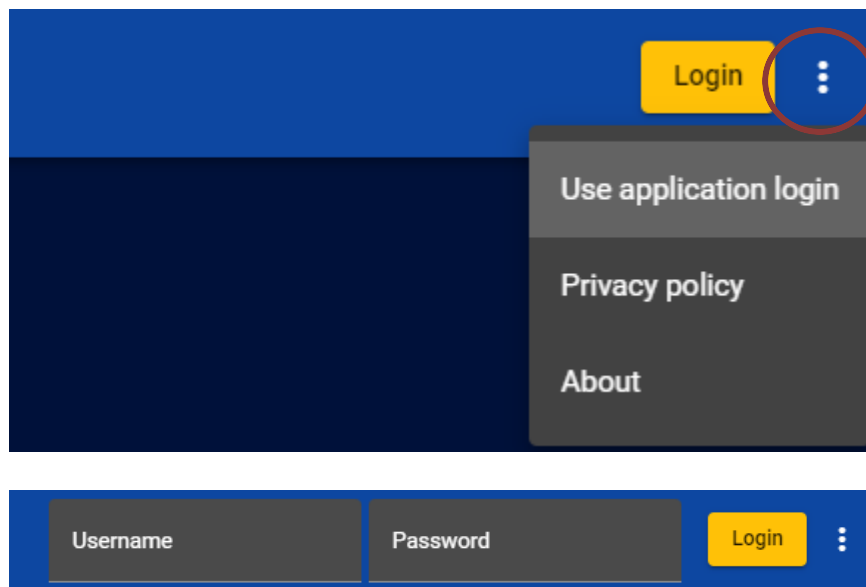 Login
Use application login
Privacy policy
About
Username Password Login